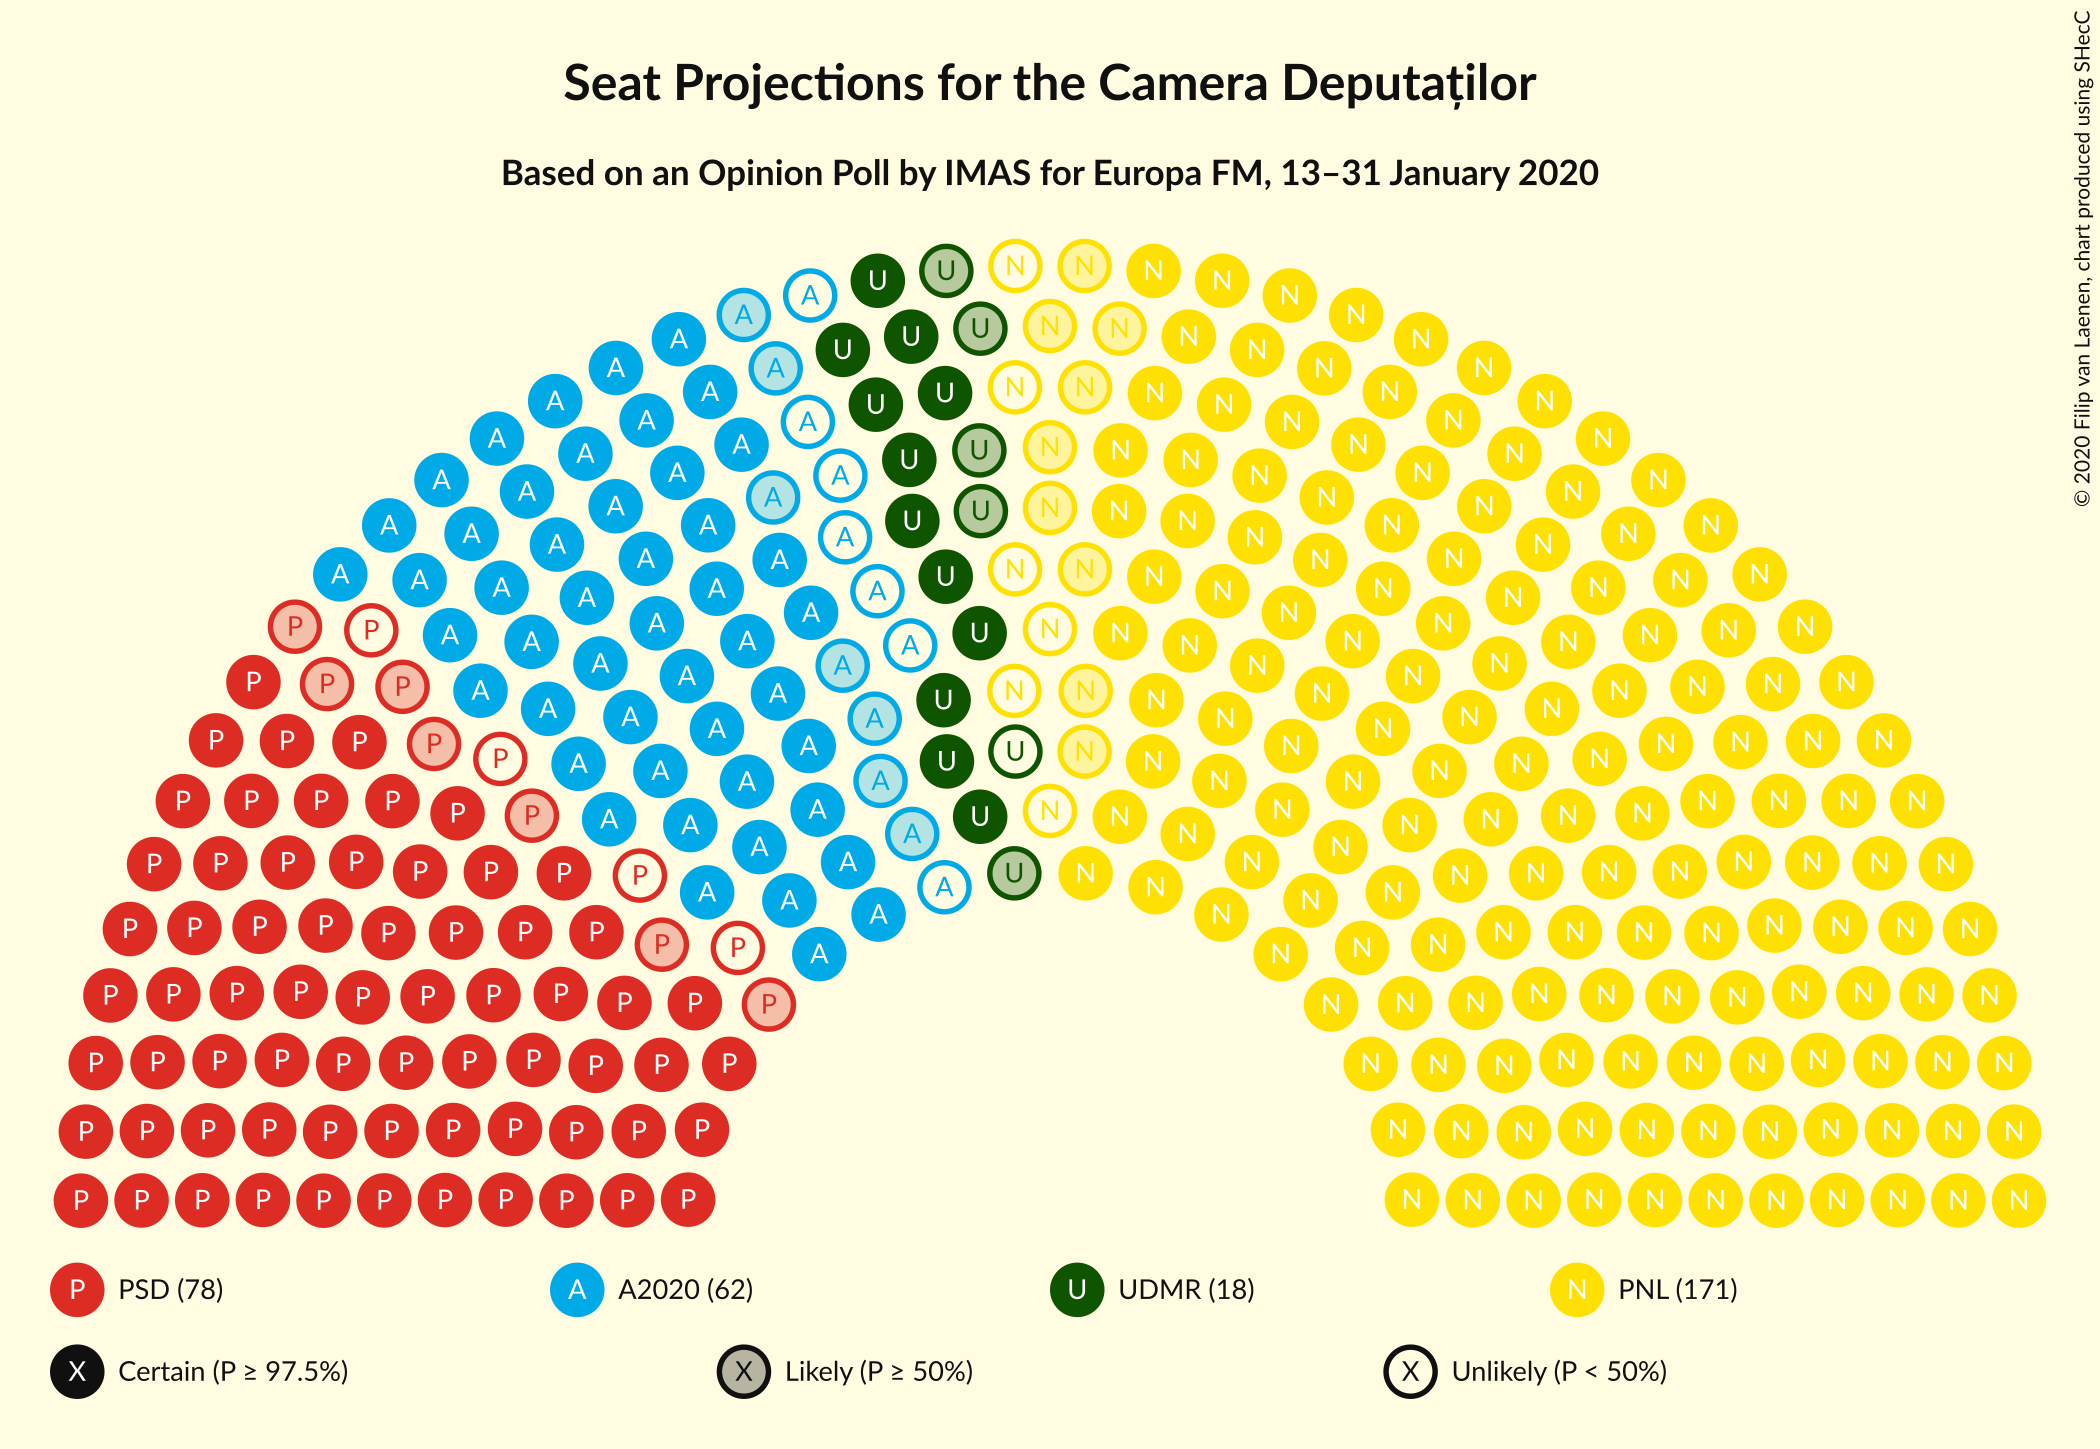 Seat Projections for the Camera Deputaților
Based on an Opinion Poll by IMAS for Europa FM, 13–31 January 2020
© 2020 Filip van Laenen, chart produced using SHecC
P PSD (78)
A A2020 (62)
U UDMR (18)
N PNL (171)
X Certain (P ≥ 97.5%)
X Likely (P ≥ 50%)
X Unlikely (P < 50%)